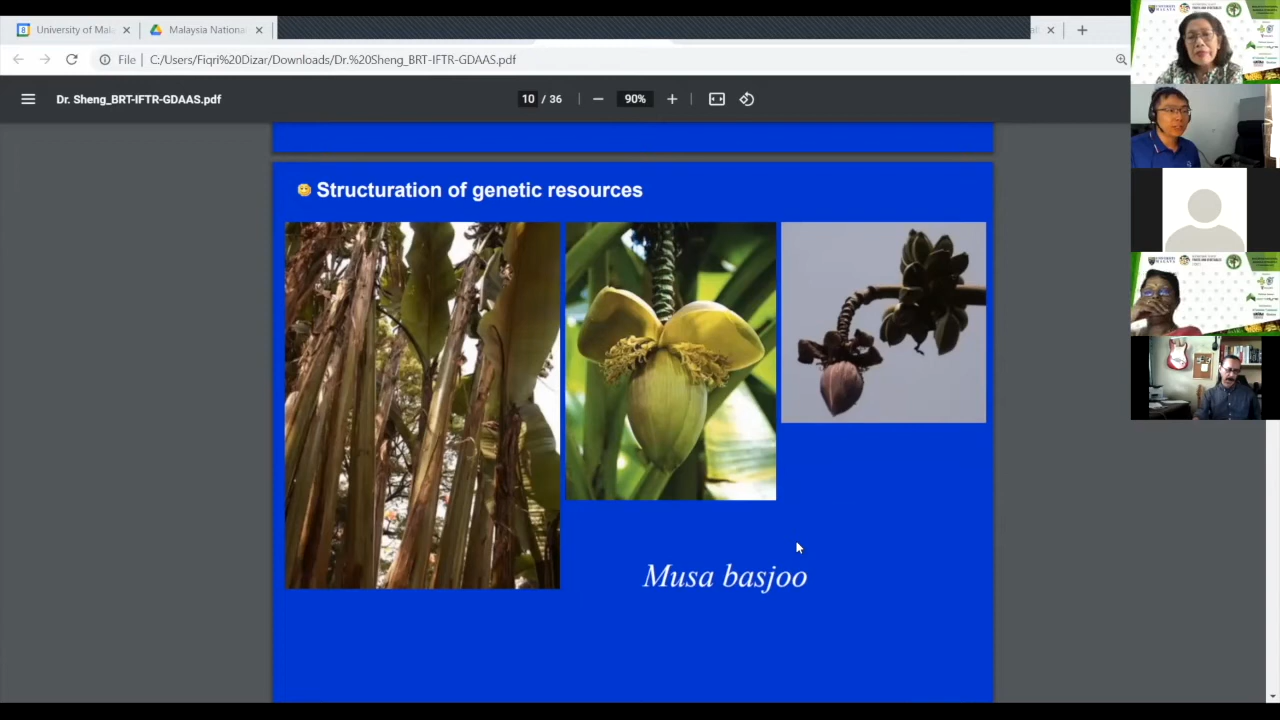 University of Mala
Malaysia Nationa
File
C:/Users/Fiqri%20Dizar/Downloads/Dr.%20Sheng_BRT-IFTR-GDAAS.pdf
Dr. Sheng_BRT-IFTR-GDAAS.pdf
10 / 36
90%
Structuration of genetic resources
Musa basjoo